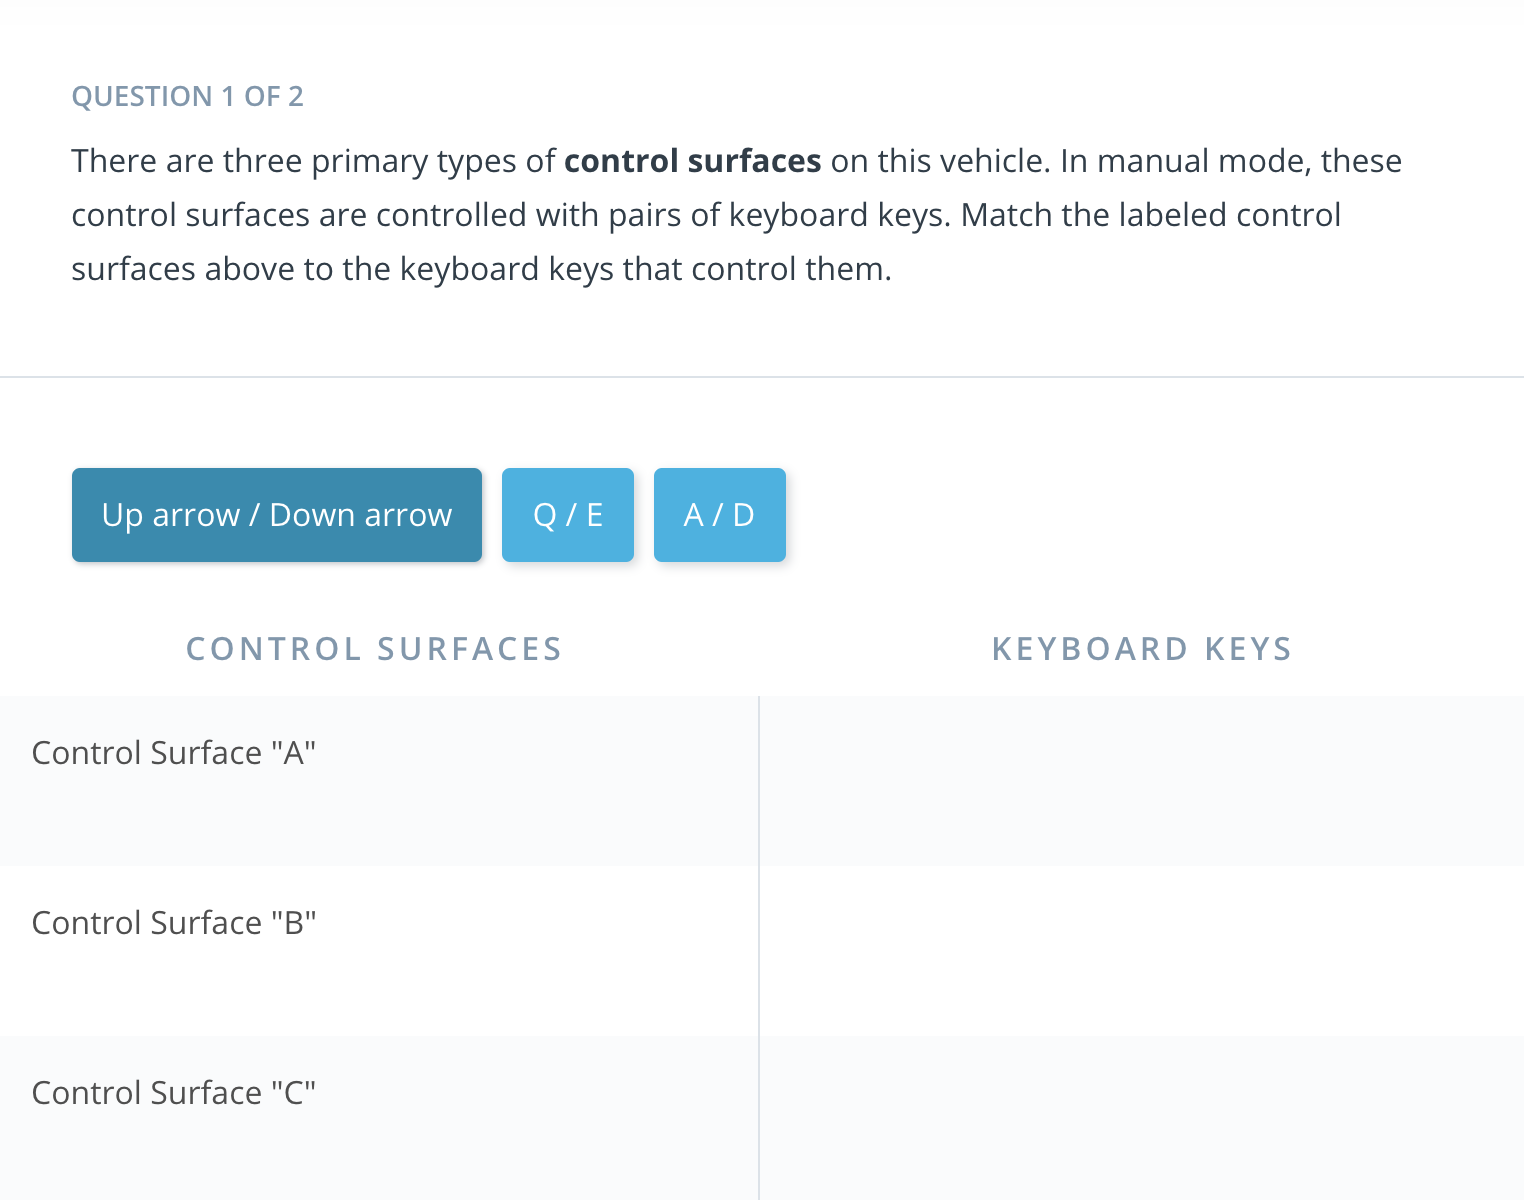 QUESTION 1 OF 2
There are three primary types of control surfaces on this vehicle. In manual mode, these
control surfaces are controlled with pairs of keyboard keys. Match the labeled control
surfaces above to the keyboard keys that control them.
Up arrow / Down arrow
Q / E
A / D
CONTROL SURFACES
KEYBOARD KEYS
Control Surface "A"
Control Surface "B"
Control Surface "C"